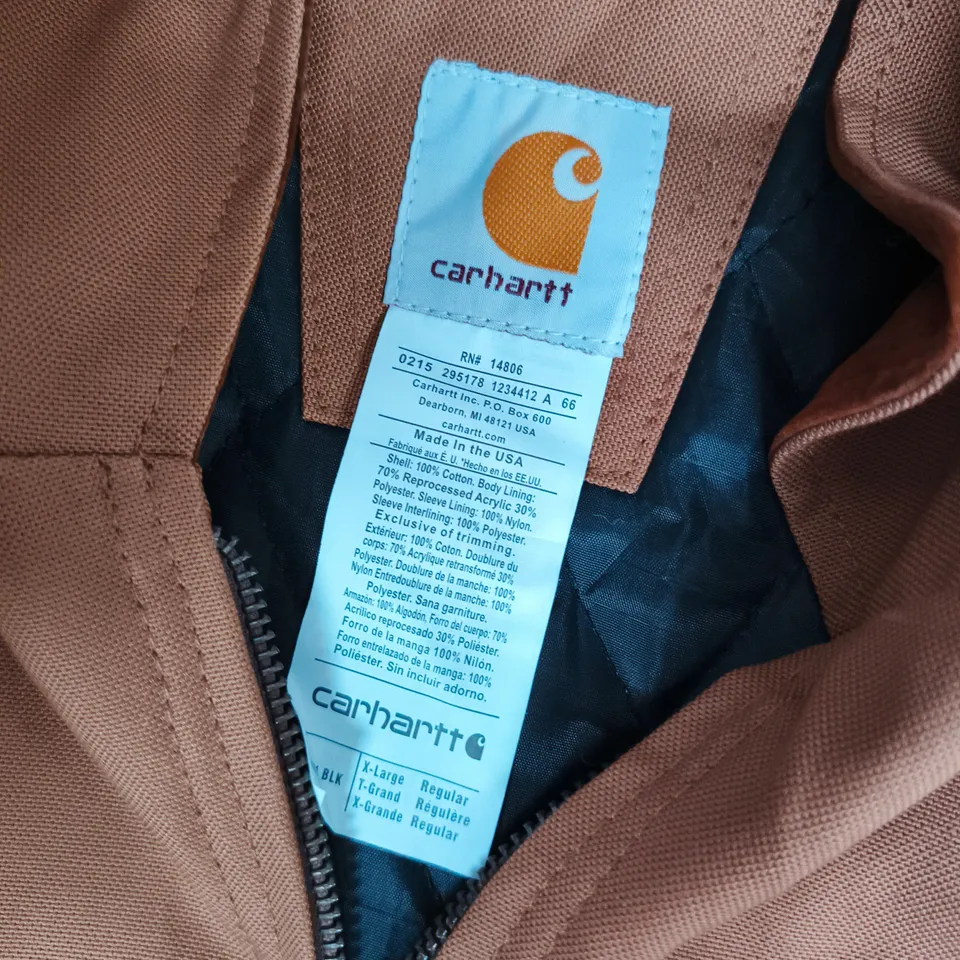 carhartt
RN# 14806
0215 295178 1234412 A 66
Carhartt Inc. P.O. Box 600
Dearborn, MI 48121 USA
carhartt.com
Made In the USA
Fabriqué aux É. U. *Hecho en los EE.UU.
Shell: 100% Cotton. Body Lining:
70% Reprocessed Acrylic 30%
Polyester. Sleeve Lining: 100% Nylon.
Sleeve Interlining: 100% Polyester.
Exclusive of trimming.
Extérieur: 100% Coton. Doublure du
corps: 70% Acrylique retransformé 30%
Polyester. Doublure de la manche: 100%
Nylon Entredoublure de la manche: 100%
Polyester. Sana garniture.
Armazón: 100% Algodón, Forro del cuerpo: 70%
Acrílico reprocesado 30% Poliéster.
Forro de la manga 100% Nilón.
Forro entrelazado de la manga: 100%
Poliéster. Sin incluir adorno.
carhartt
BLK
X-Large Regular
T-Grand Régulère
X-Grande Regular